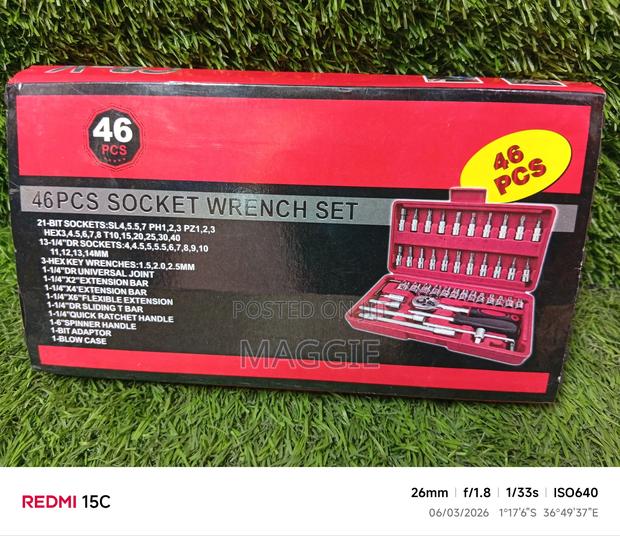 46
PCS
46
PCS
46PCS SOCKET WRENCH SET
21-BIT SOCKETS:SL4,5.5,7 PH1,2,3 PZ1,2,3
HEX3,4,5,6,7,8 T10,15,20,25,30,40
13-1/4"DR SOCKETS:4,4.5,5,5.5,6,7,8,9,10
11,12,13,14MM
3-HEX KEY WRENCHES:1.5,2.0,2.5MM
1-1/4"DR UNIVERSAL JOINT
1-1/4"X2"EXTENSION BAR
1-1/4"X4"EXTENSION BAR
1-1/4"X6"FLEXIBLE EXTENSION
1-1/4"DR SLIDING T BAR
1-1/4"QUICK RATCHET HANDLE
1-6"SPINNER HANDLE
1-BIT ADAPTOR
1-BLOW CASE
POSTED ON
MAGGIE
REDMI 15C
26mm | f/1.8 | 1/33s | ISO640
06/03/2026 1°17'6"S 36°49'37"E